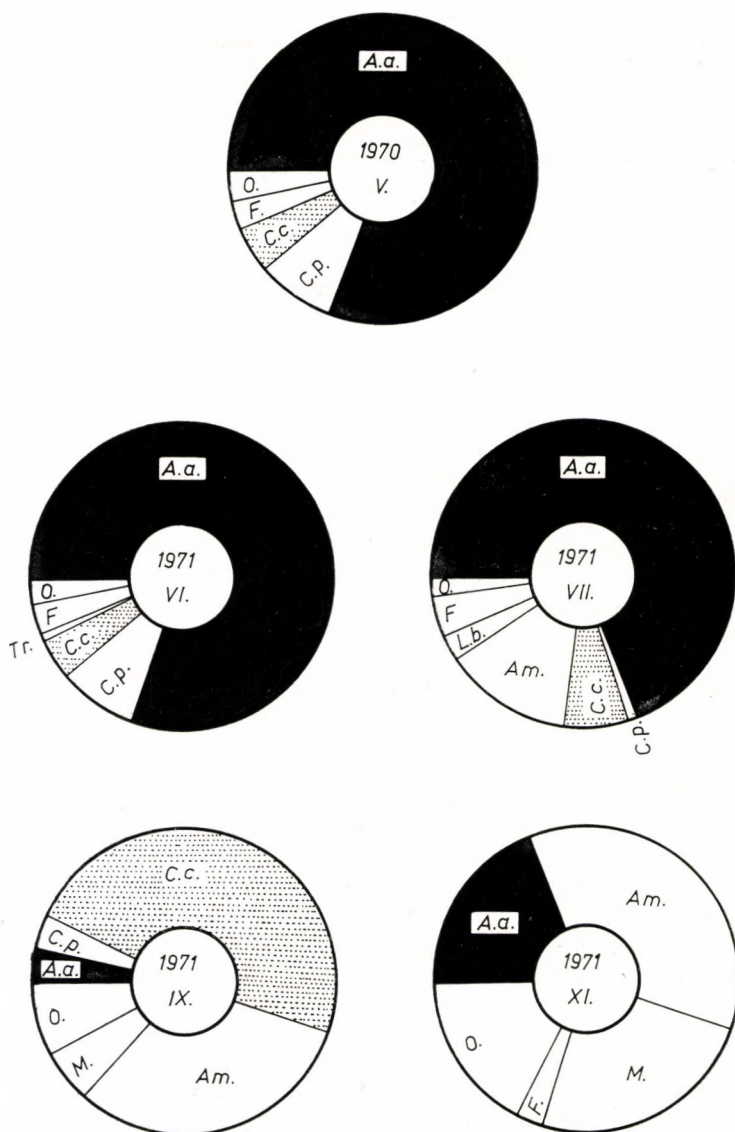 A.a.
1970
V.
O.
F.
C.c.
C.p.
A.a.
1971
VI.
O.
F
Tr.
C.c.
C.p.
A.a.
1971
VII.
O.
F
L.b.
Am.
C.c.
C.p.
C.c.
C.p.
A.a.
1971
IX.
O.
M.
Am.
Am.
A.a.
1971
XI.
O.
F.
M.